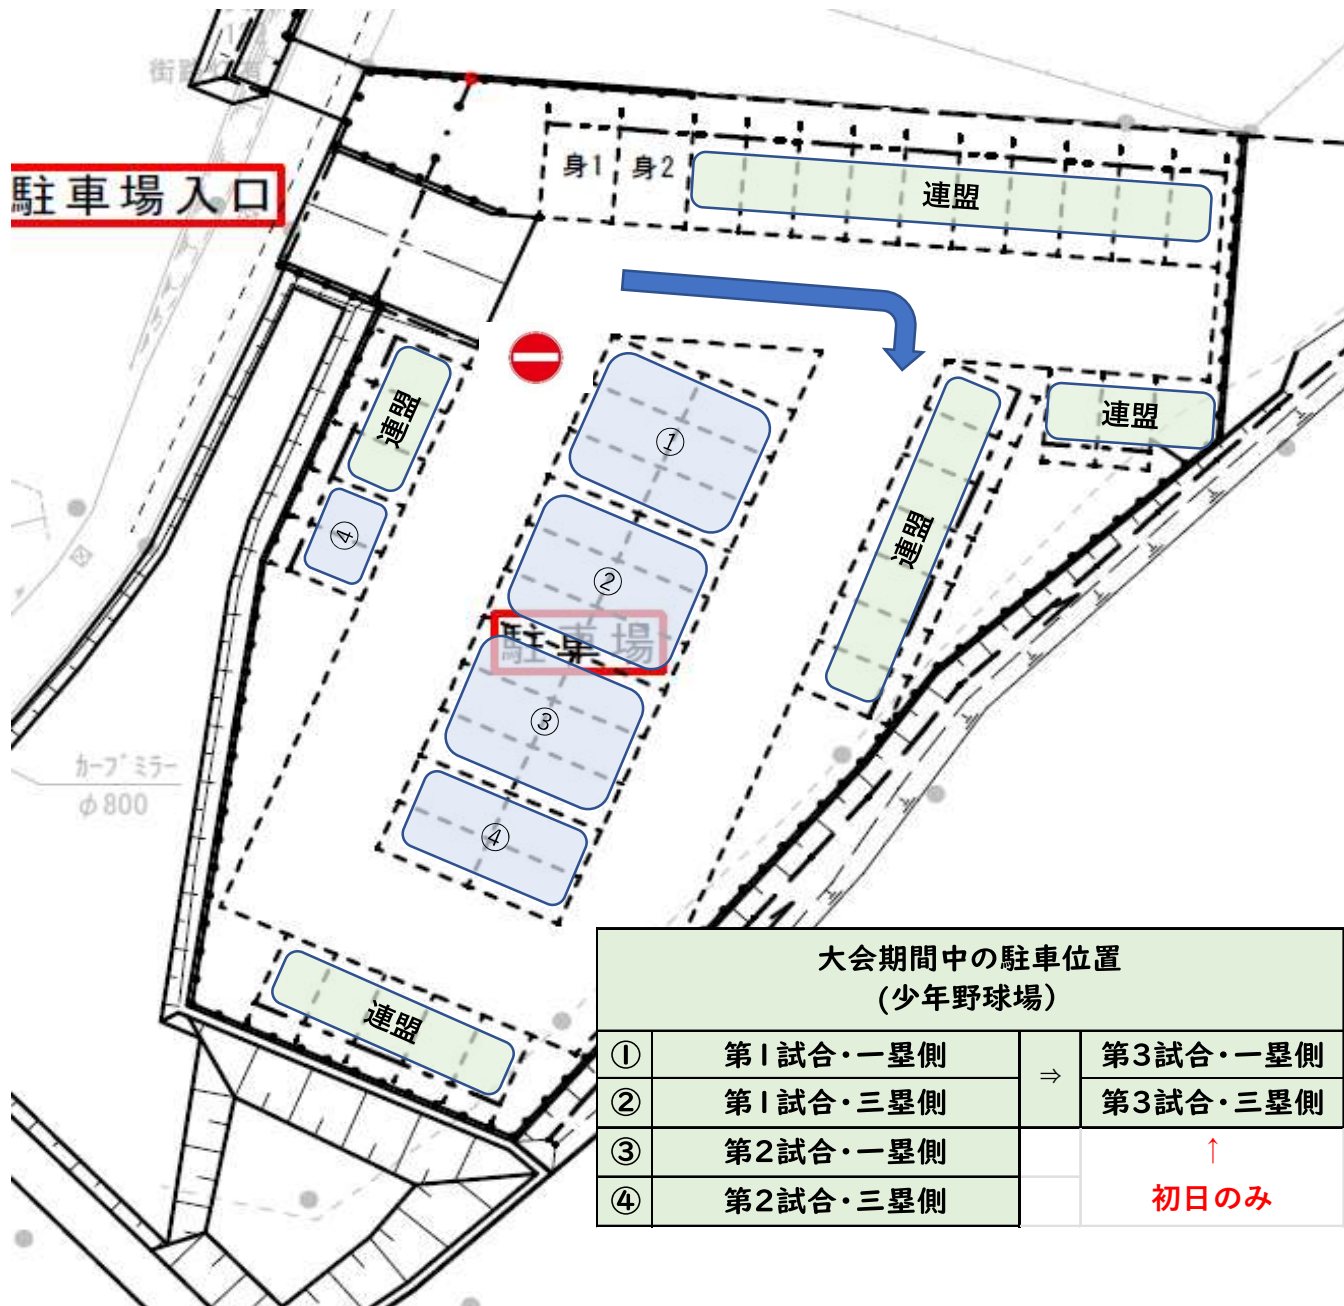 駐車場入口
身1
身2
連盟
連盟
①
連盟
連盟
④
②
駐車場
③
カーブミラー
φ800
④
連盟
大会期間中の駐車位置
(少年野球場)
① 第1試合・一塁側 ⇒ 第3試合・一塁側
② 第1試合・三塁側 第3試合・三塁側
③ 第2試合・一塁側 ↑
④ 第2試合・三塁側 初日のみ